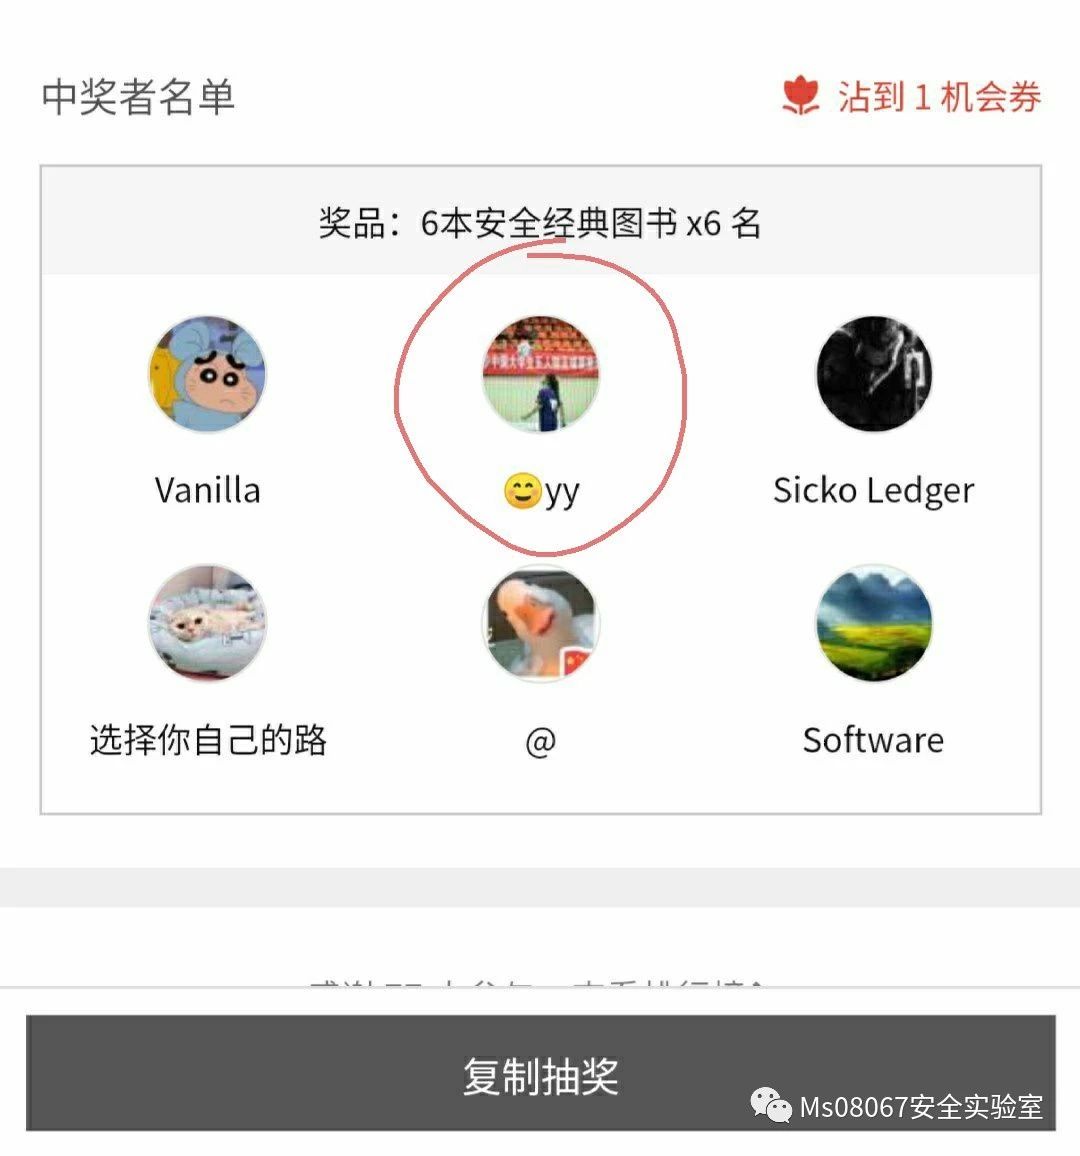 中奖者名单
沾到 1 机会券
奖品：6本安全经典图书 x6 名
Vanilla
😊yy
Sicko Ledger
选择你自己的路
@
Software
复制抽奖
Ms08067安全实验室